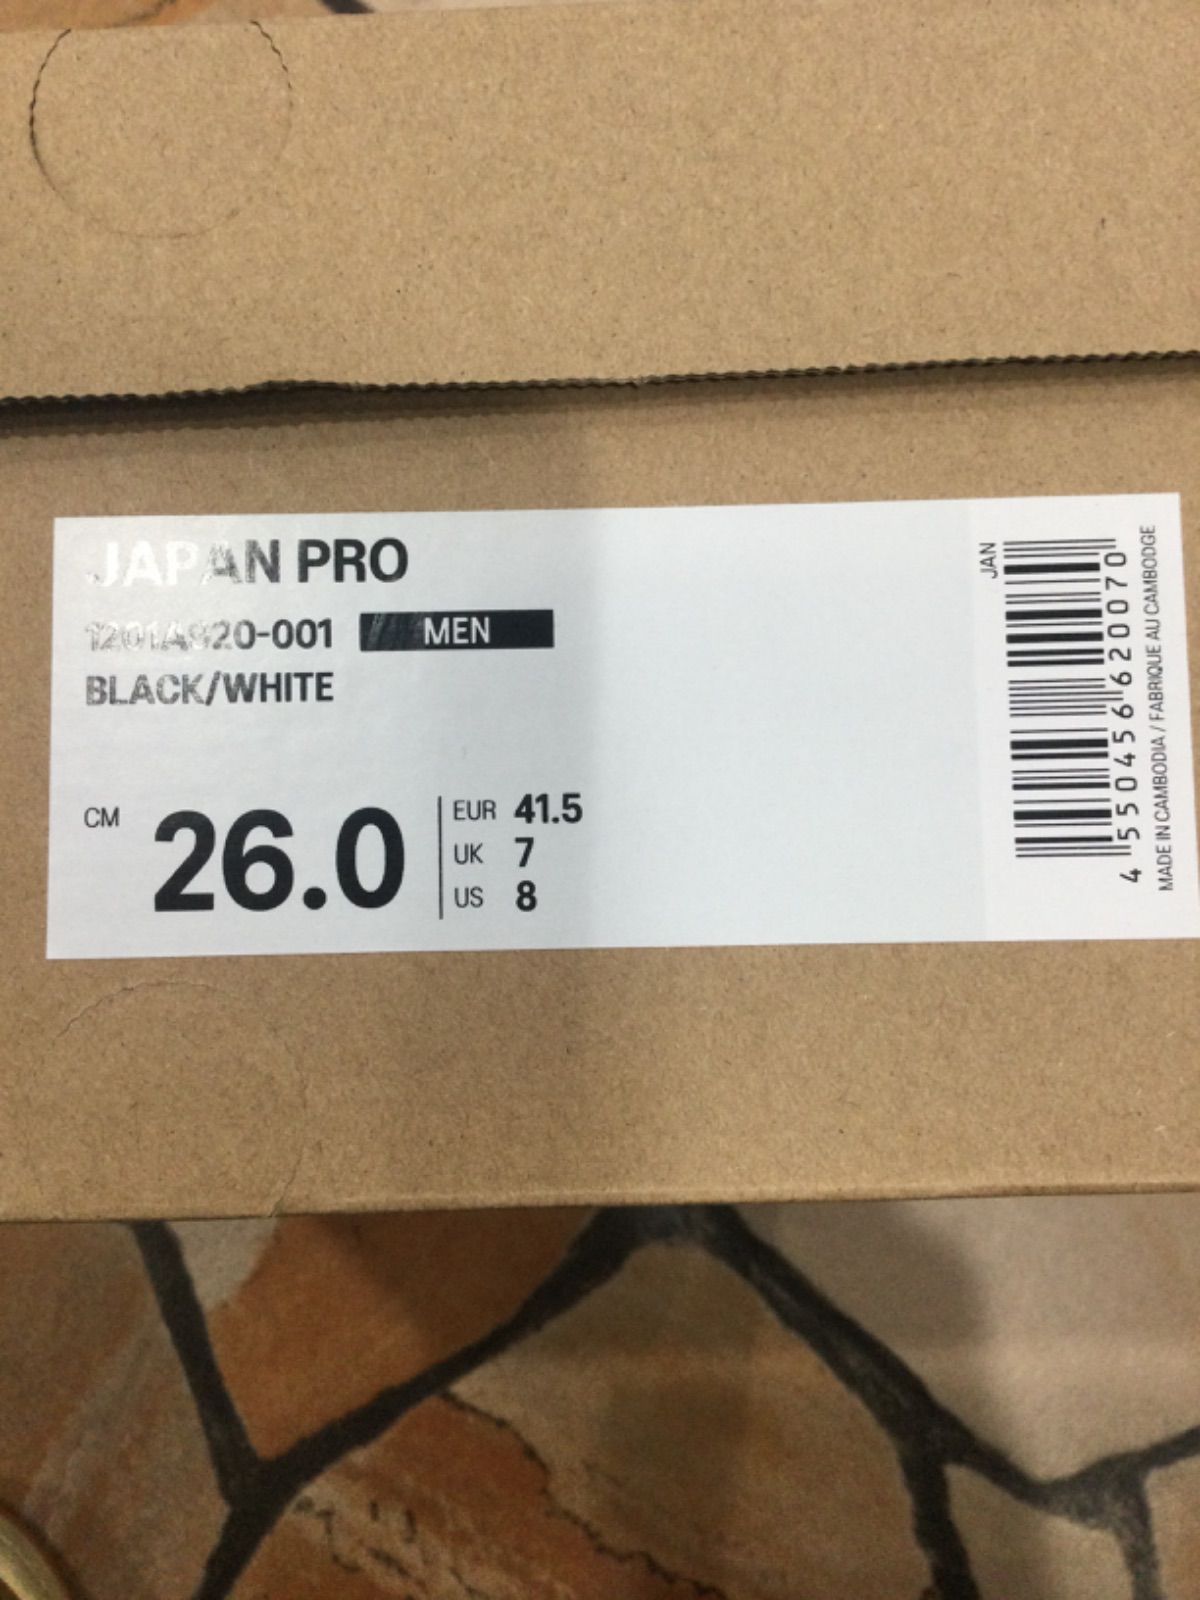 JAPAN PRO
1201A920-001 MEN
BLACK/WHITE
CM 26.0
EUR 41.5
UK 7
US 8
JAN
4 550456 620070
MADE IN CAMBODIA / FABRIQUE AU CAMBODGE